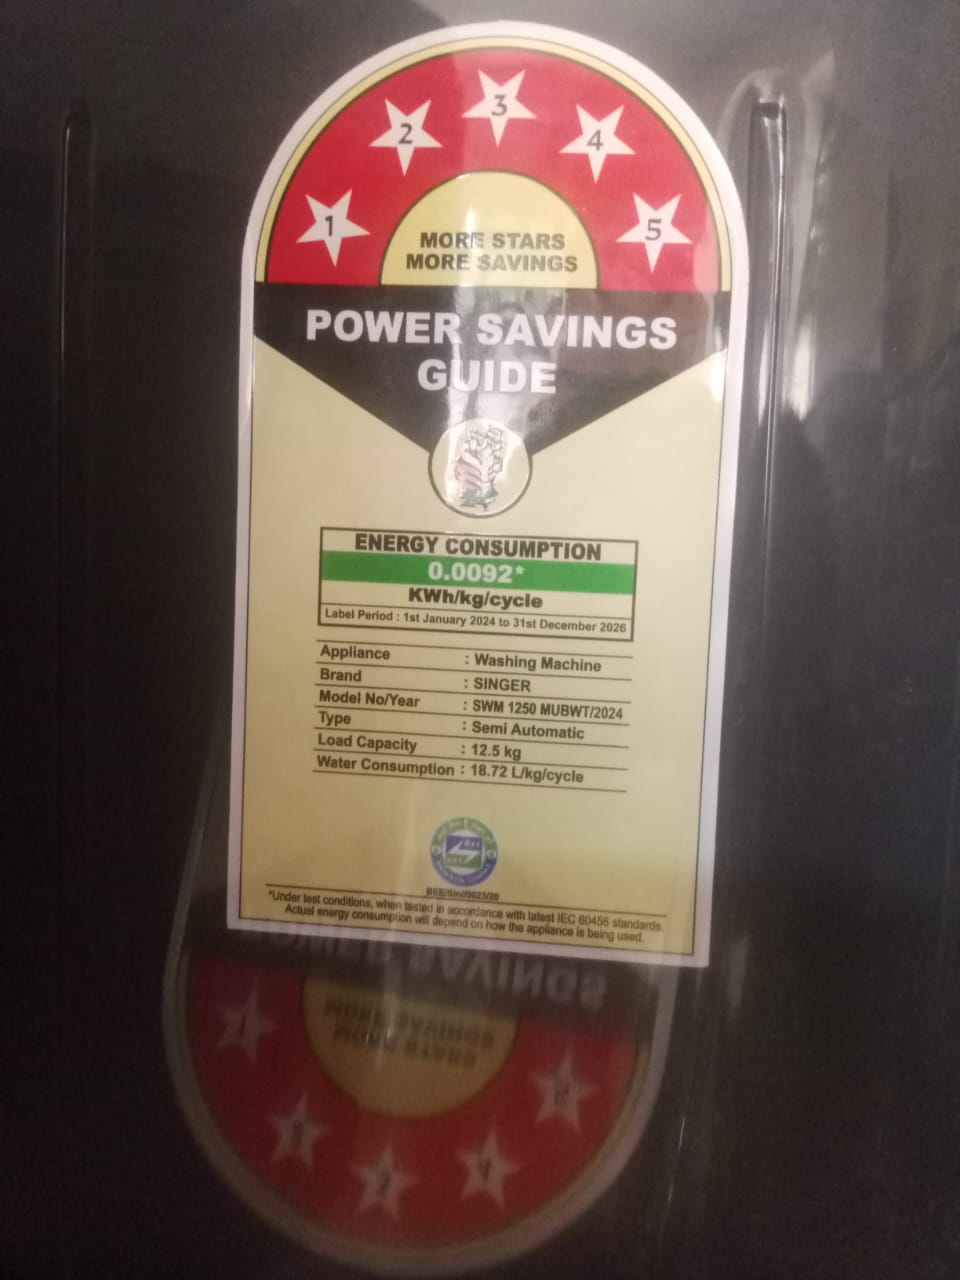 1 2 3 4 5
MORE STARS
MORE SAVINGS
POWER SAVINGS
GUIDE
ENERGY CONSUMPTION
0.0092*
KWh/kg/cycle
Label Period : 1st January 2024 to 31st December 2026
Appliance : Washing Machine
Brand : SINGER
Model No/Year : SWM 1250 MUBWT/2024
Type : Semi Automatic
Load Capacity : 12.5 kg
Water Consumption : 18.72 L/kg/cycle
*Under test conditions, when tested in accordance with latest IEC 60456 standards.
Actual energy consumption will depend on how the appliance is being used.